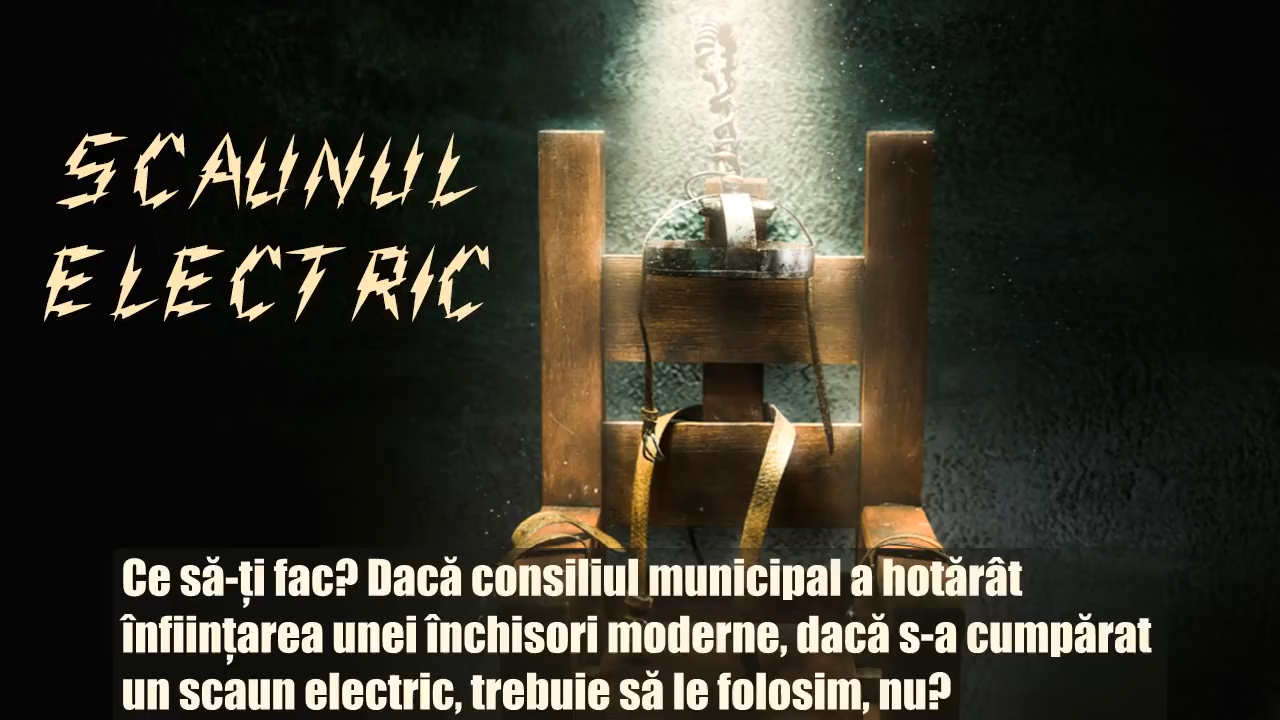 SCAUNUL
ELECTRIC
Ce să-ți fac? Dacă consiliul municipal a hotărât
înființarea unei închisori moderne, dacă s-a cumpărat
un scaun electric, trebuie să le folosim, nu?